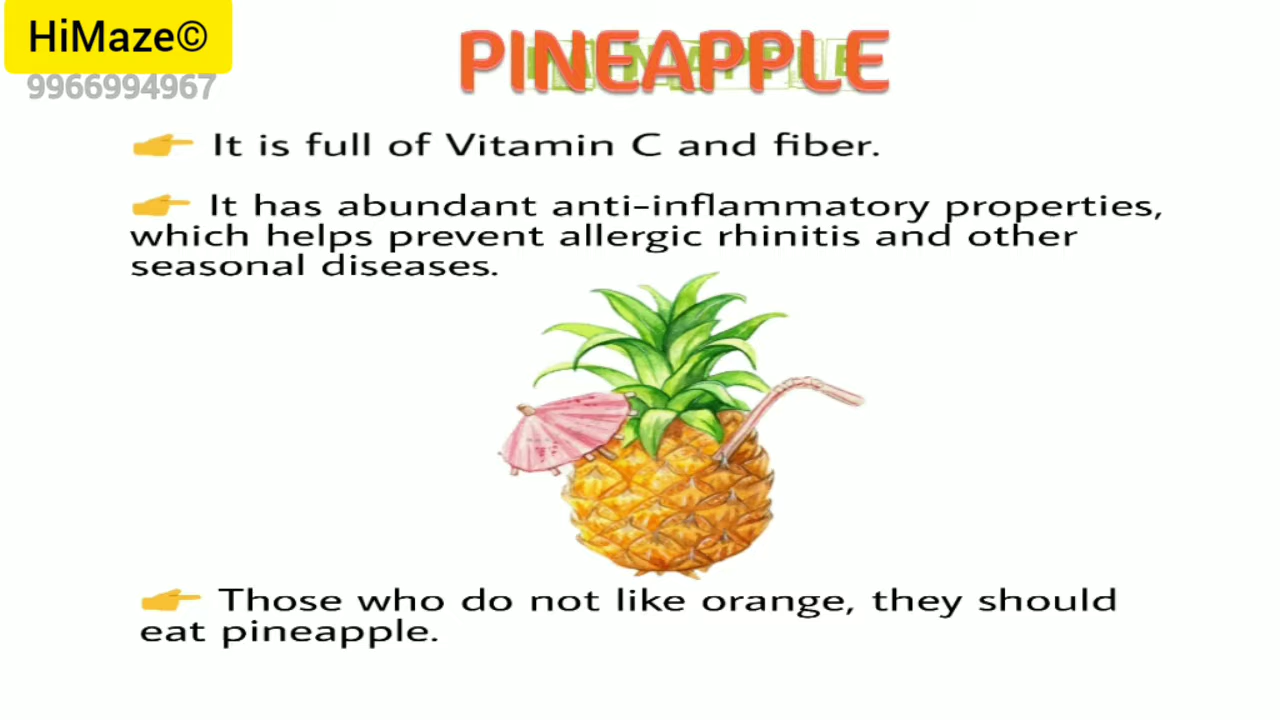 HiMaze©
9966994967
PINEAPPLE
👉 It is full of Vitamin C and fiber.
👉 It has abundant anti-inflammatory properties,
which helps prevent allergic rhinitis and other
seasonal diseases.
👉 Those who do not like orange, they should
eat pineapple.